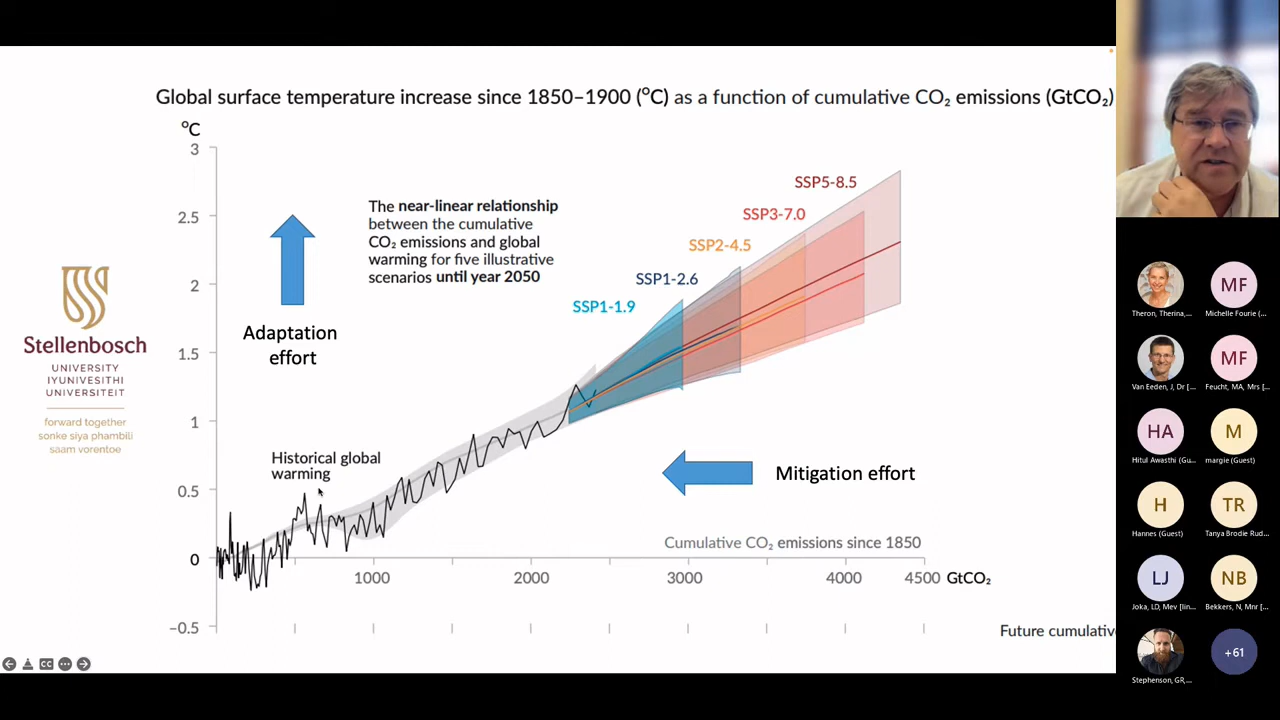 Global surface temperature increase since 1850–1900 (°C) as a function of cumulative CO₂ emissions (GtCO₂)
°C
3
2.5
2
1.5
1
0.5
0
−0.5
The near-linear relationship
between the cumulative
CO₂ emissions and global
warming for five illustrative
scenarios until year 2050
SSP5-8.5
SSP3-7.0
SSP2-4.5
SSP1-2.6
SSP1-1.9
Adaptation
effort
Stellenbosch
UNIVERSITY
IYUNIVESITHI
UNIVERSITEIT
forward together
sonke siya phambili
saam vorentoe
Historical global
warming
Mitigation effort
Cumulative CO₂ emissions since 1850
1000
2000
3000
4000
4500 GtCO₂
Future cumulativ
CC
Theron, Therina,...
MF
Michelle Fourie (...
Van Eeden, J, Dr [...
MF
Feucht, MA, Mrs [...
HA
Hitul Awasthi (Gu...
M
margie (Guest)
H
Hannes (Guest)
TR
Tanya Brodie Rud...
LJ
Joka, LD, Mev [lin...
NB
Bekkers, N, Mnr [...
Stephenson, GR,...
+61